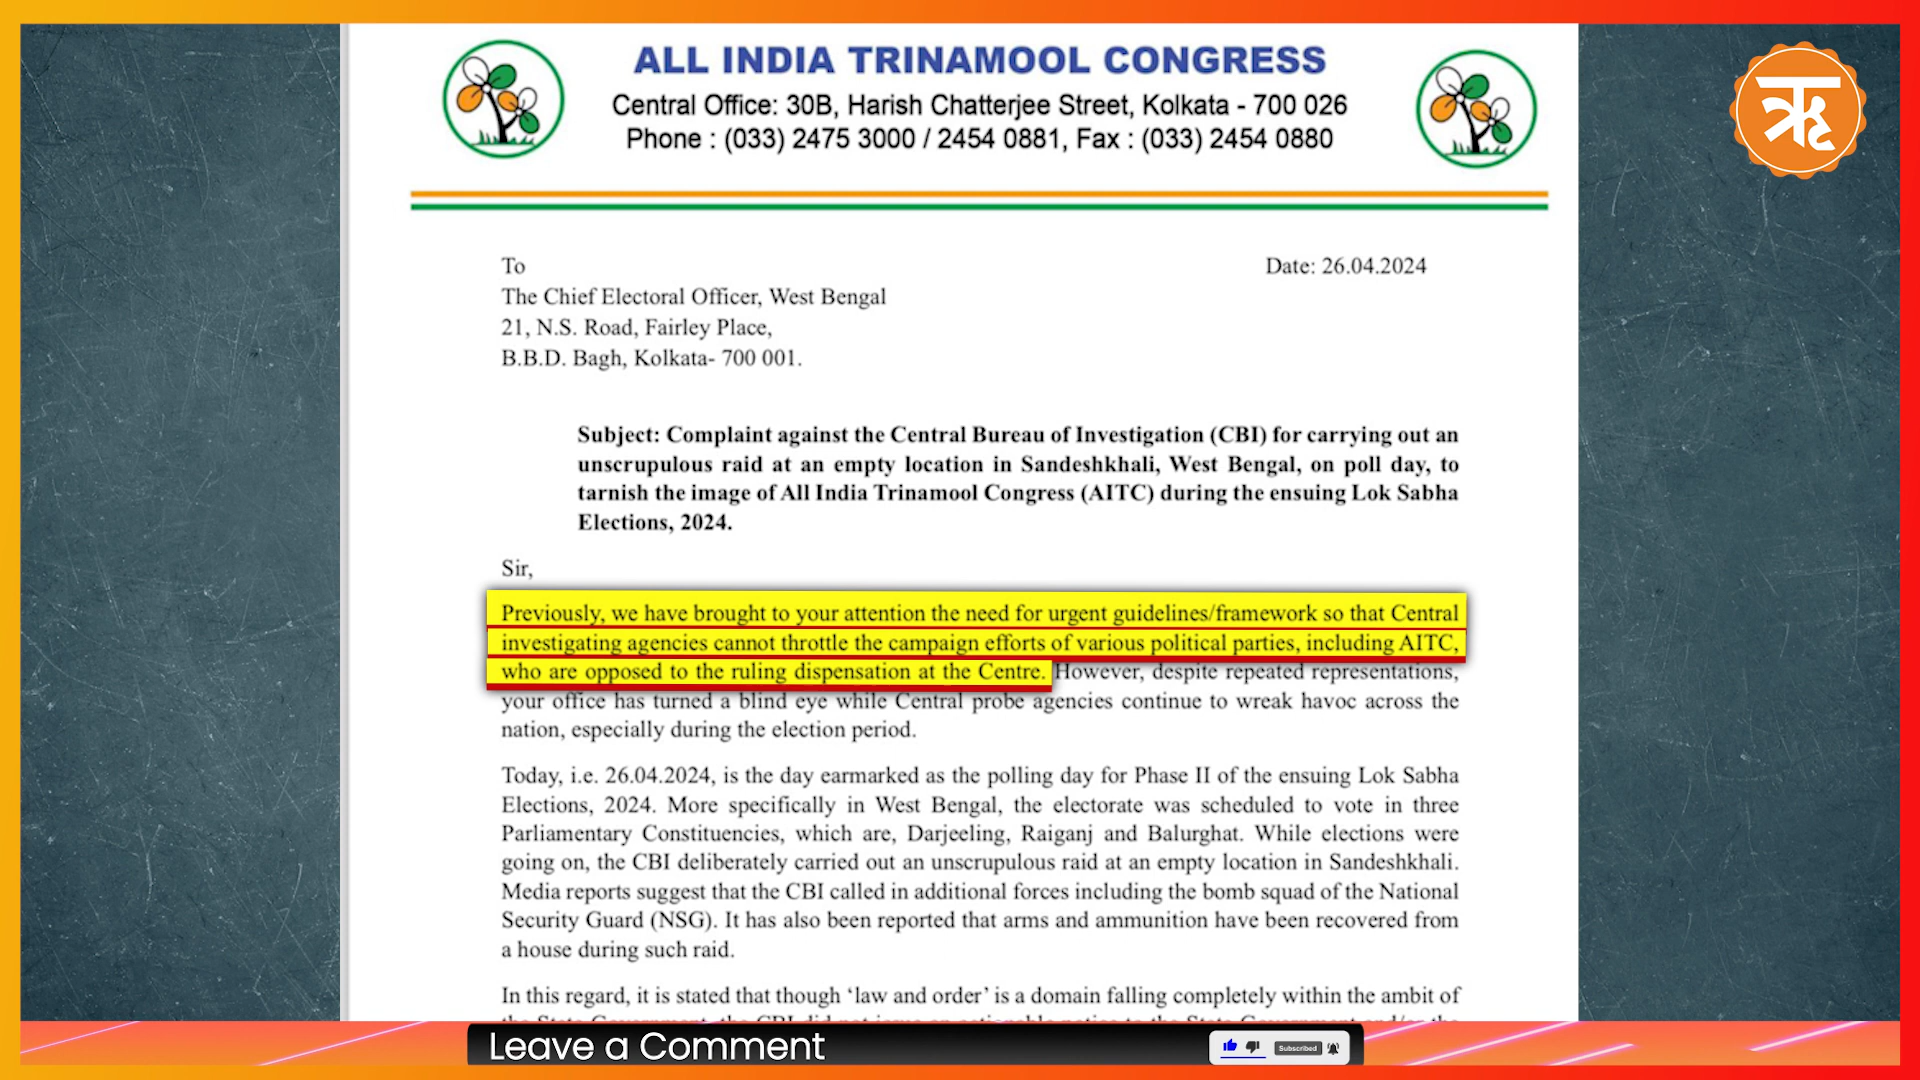 ALL INDIA TRINAMOOL CONGRESS
Central Office: 30B, Harish Chatterjee Street, Kolkata - 700 026
Phone : (033) 2475 3000 / 2454 0881, Fax : (033) 2454 0880
ऋ
To
Date: 26.04.2024
The Chief Electoral Officer, West Bengal
21, N.S. Road, Fairley Place,
B.B.D. Bagh, Kolkata- 700 001.
Subject: Complaint against the Central Bureau of Investigation (CBI) for carrying out an
unscrupulous raid at an empty location in Sandeshkhali, West Bengal, on poll day, to
tarnish the image of All India Trinamool Congress (AITC) during the ensuing Lok Sabha
Elections, 2024.
Sir,
Previously, we have brought to your attention the need for urgent guidelines/framework so that Central
investigating agencies cannot throttle the campaign efforts of various political parties, including AITC,
who are opposed to the ruling dispensation at the Centre. However, despite repeated representations,
your office has turned a blind eye while Central probe agencies continue to wreak havoc across the
nation, especially during the election period.
Today, i.e. 26.04.2024, is the day earmarked as the polling day for Phase II of the ensuing Lok Sabha
Elections, 2024. More specifically in West Bengal, the electorate was scheduled to vote in three
Parliamentary Constituencies, which are, Darjeeling, Raiganj and Balurghat. While elections were
going on, the CBI deliberately carried out an unscrupulous raid at an empty location in Sandeshkhali.
Media reports suggest that the CBI called in additional forces including the bomb squad of the National
Security Guard (NSG). It has also been reported that arms and ammunition have been recovered from
a house during such raid.
In this regard, it is stated that though ‘law and order’ is a domain falling completely within the ambit of
Leave a Comment
Subscribed